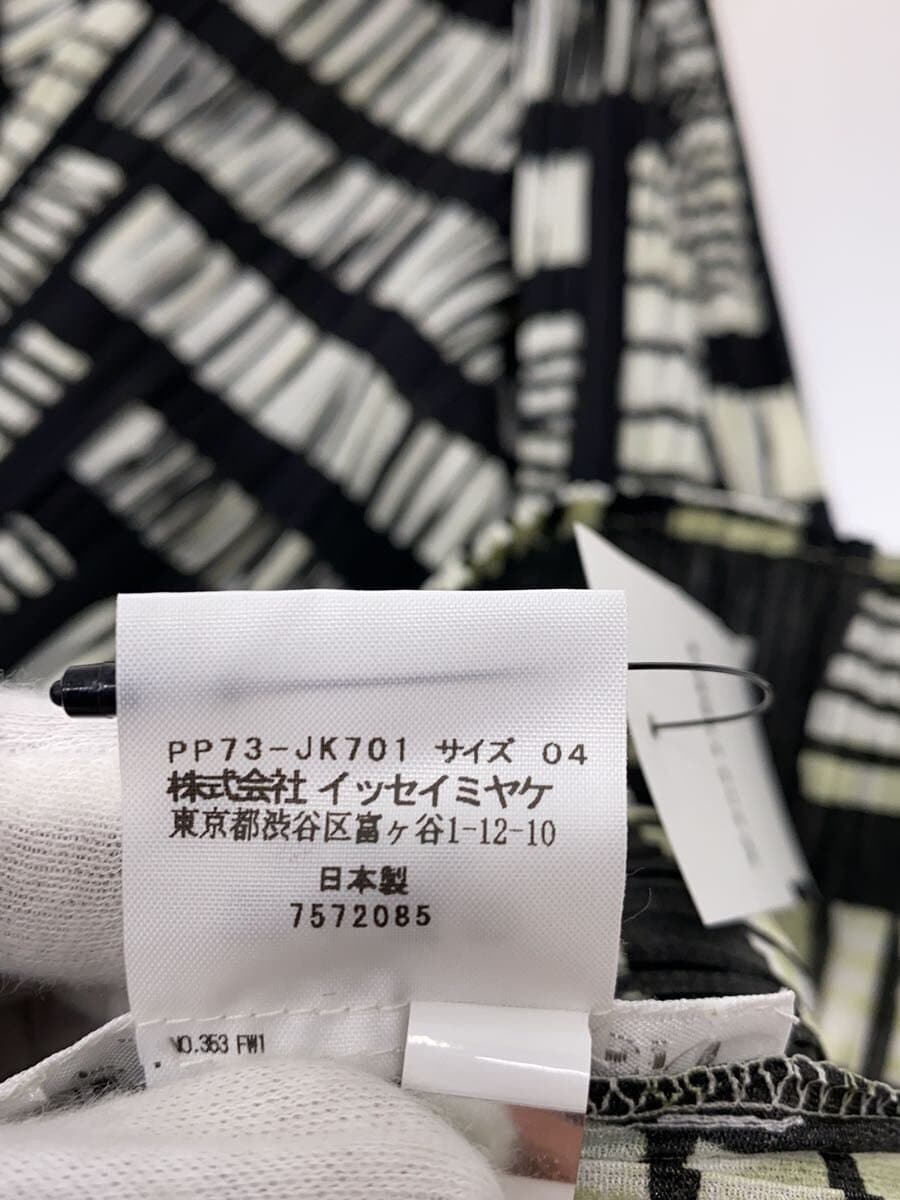 PP73-JK701 サイズ 04
株式会社 イッセイミヤケ
東京都渋谷区富ヶ谷1-12-10
日本製
7572085
NO.353 FW1